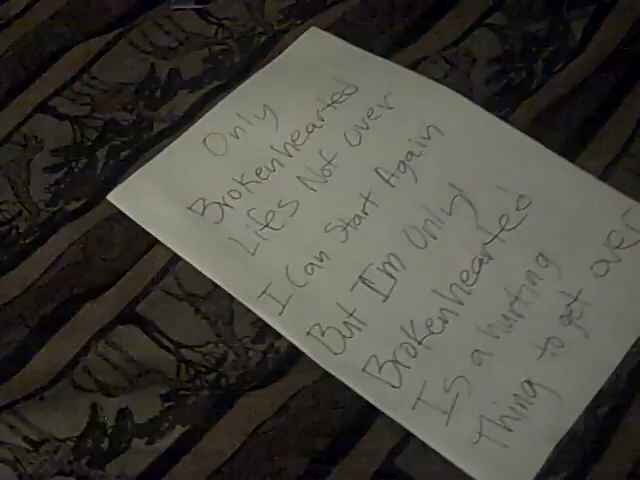 Only
Brokenhearted
Lifes Not Over
I Can Start Again
But I'm Only
Brokenhearted
Is a hurting
Thing to get over